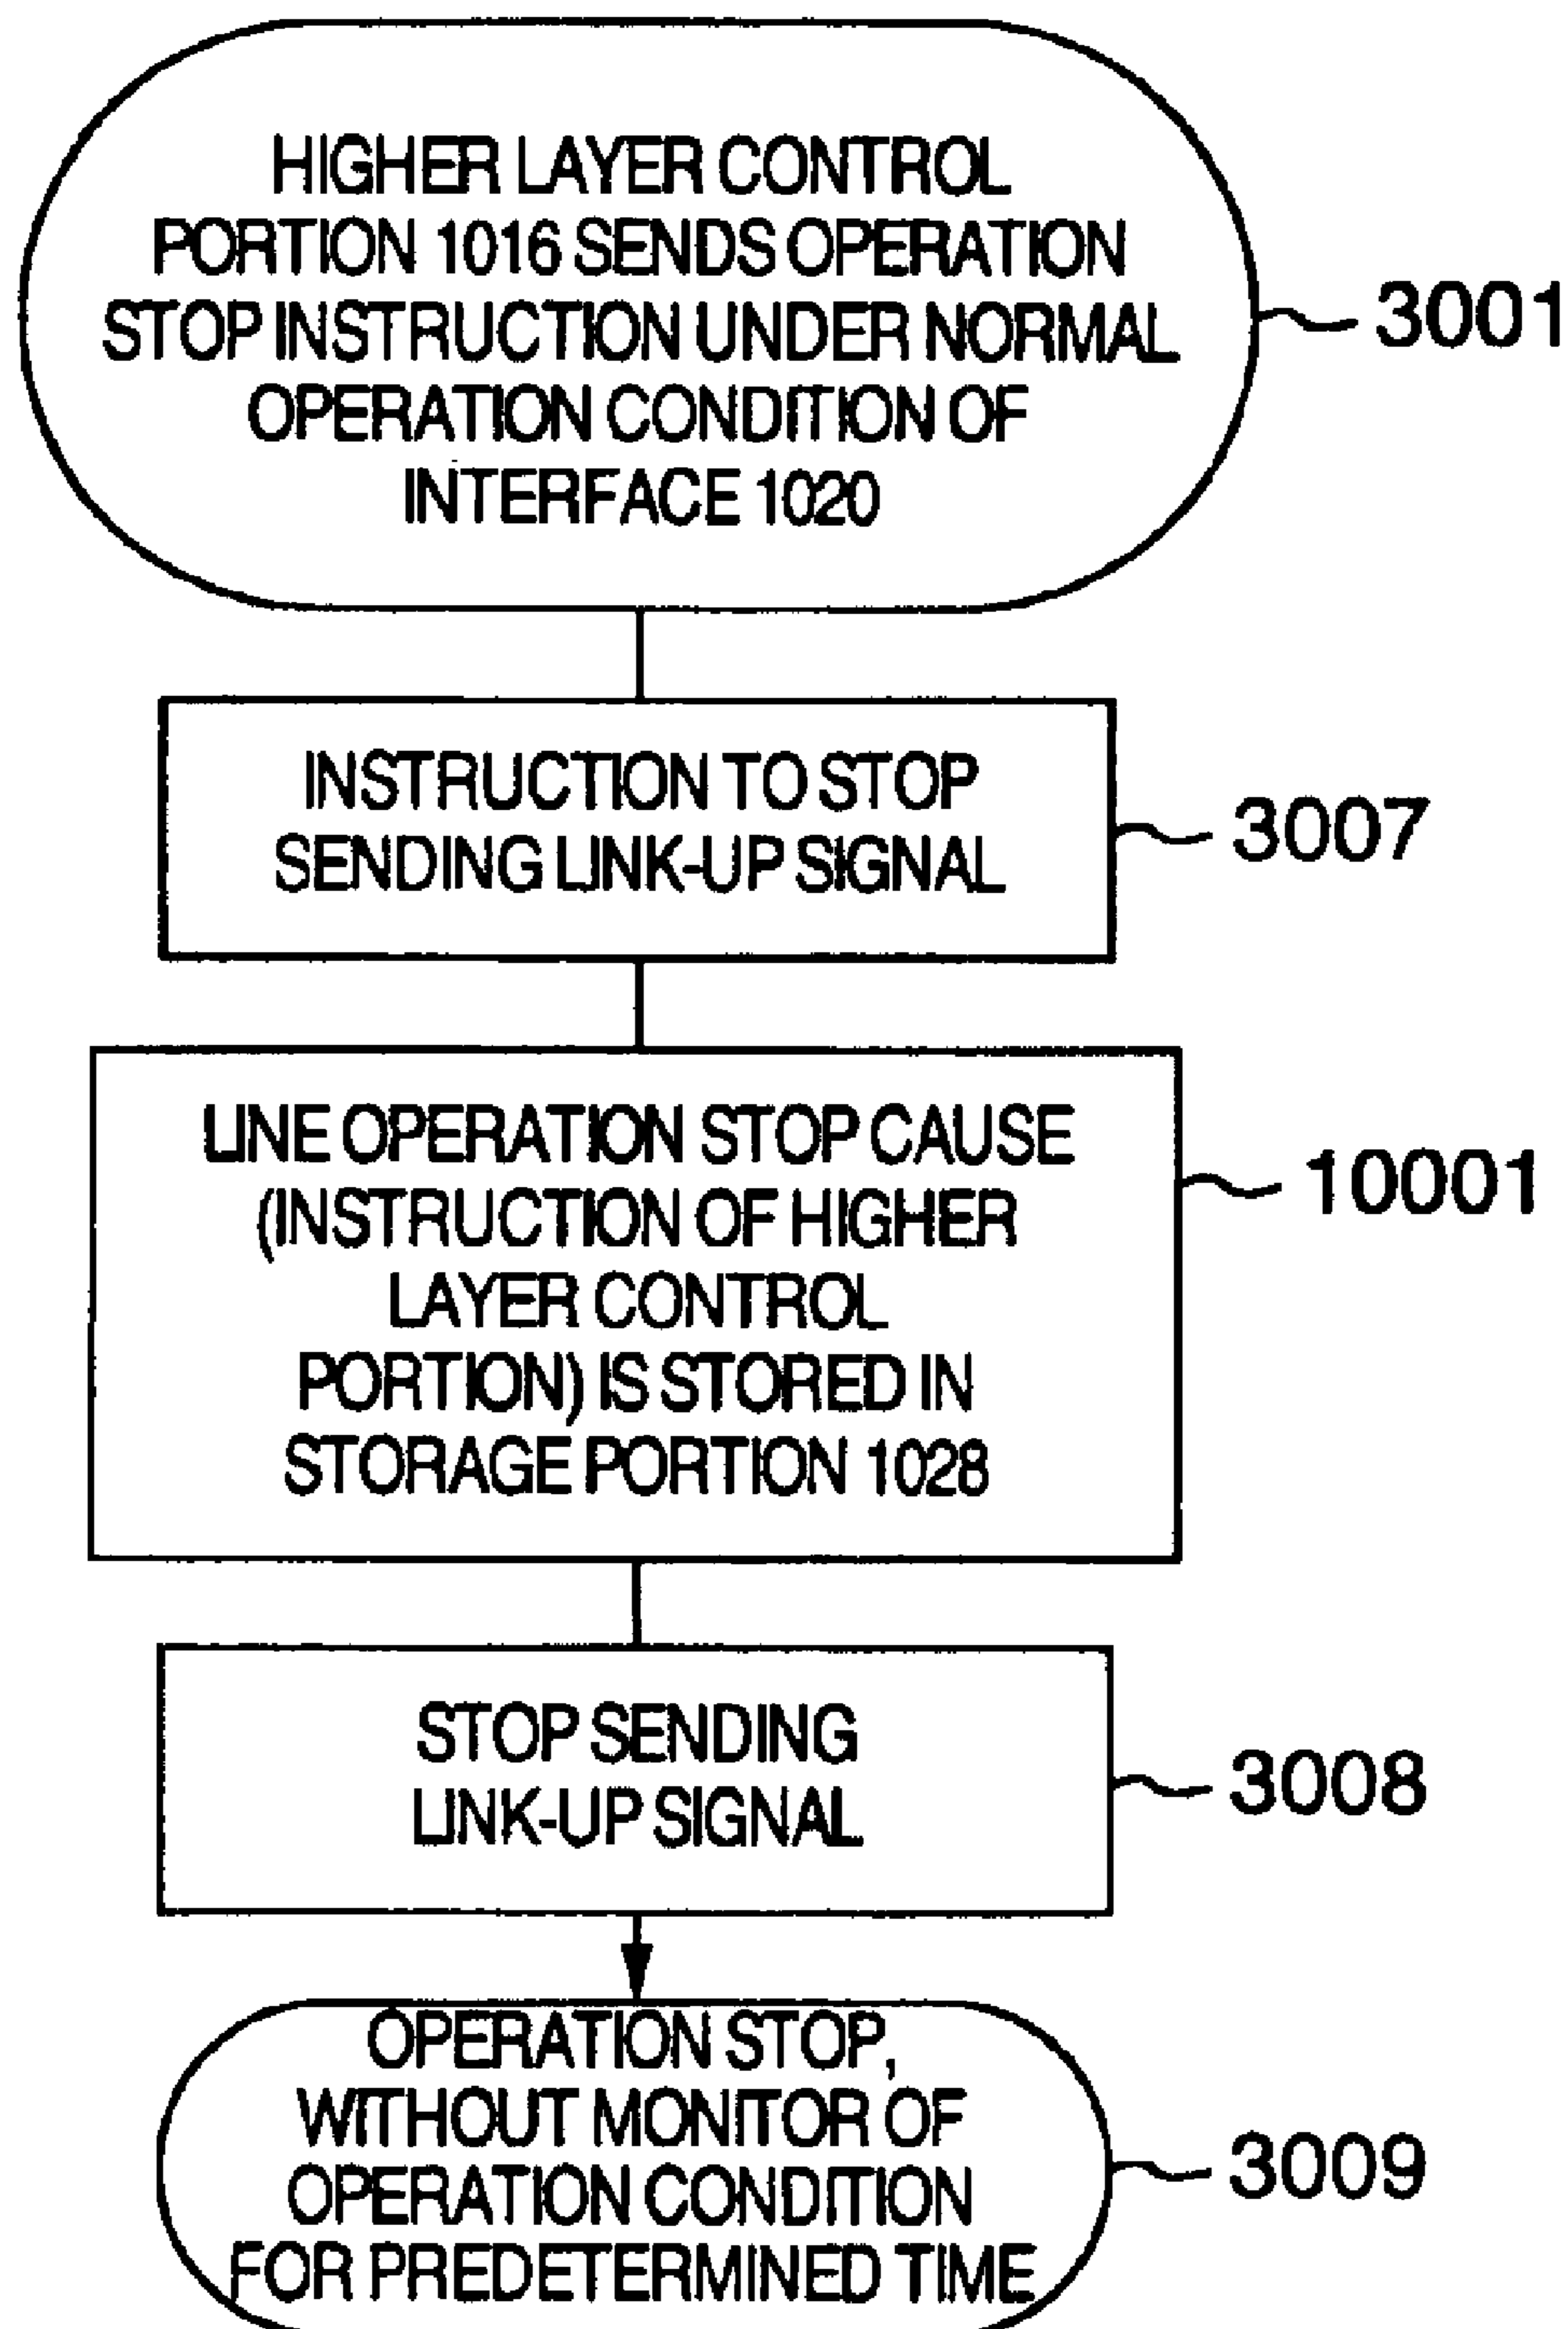 HIGHER LAYER CONTROL
PORTION 1016 SENDS OPERATION
STOP INSTRUCTION UNDER NORMAL
OPERATION CONDITION OF
INTERFACE 1020
3001
INSTRUCTION TO STOP
SENDING LINK-UP SIGNAL
3007
LINE OPERATION STOP CAUSE
(INSTRUCTION OF HIGHER
LAYER CONTROL
PORTION) IS STORED IN
STORAGE PORTION 1028
10001
STOP SENDING
LINK-UP SIGNAL
3008
OPERATION STOP,
WITHOUT MONITOR OF
OPERATION CONDITION
FOR PREDETERMINED TIME
3009